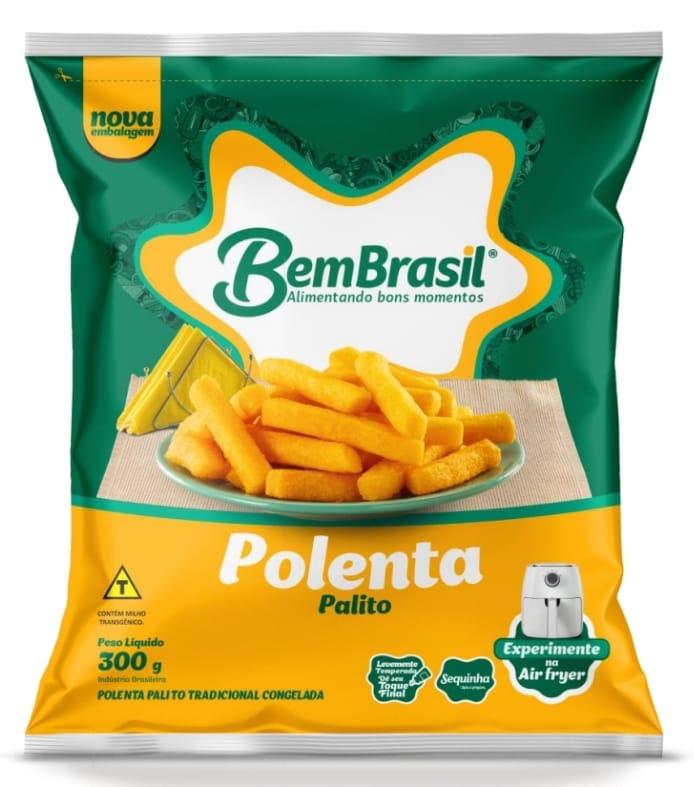 nova
embalagem
BemBrasil®
Alimentando bons momentos
Polenta
Palito
T
CONTÉM MILHO
TRANSGÊNICO.
Peso Líquido
300 g
Indústria Brasileira
POLENTA PALITO TRADICIONAL CONGELADA
Levemente
Temperada
Dê seu
Toque
Final
Sequinha
Experimente
na
Air fryer